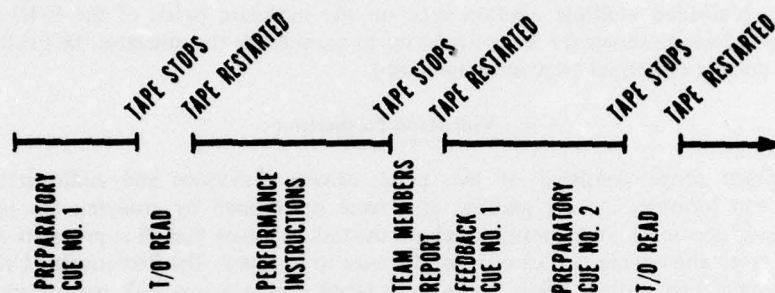 TAPE STOPS
TAPE RESTARTED
TAPE STOPS
TAPE RESTARTED
TAPE STOPS
TAPE RESTARTED
PREPARATORY
CUE NO. 1
T/O READ
PERFORMANCE
INSTRUCTIONS
TEAM MEMBERS
REPORT
FEEDBACK
CUE NO. 1
PREPARATORY
CUE NO. 2
T/O READ